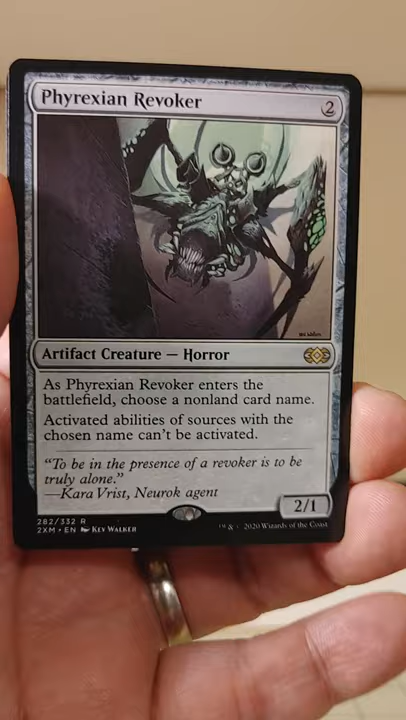 Phyrexian Revoker 2
Artifact Creature — Horror
As Phyrexian Revoker enters the
battlefield, choose a nonland card name.
Activated abilities of sources with the
chosen name can't be activated.
"To be in the presence of a revoker is to be
truly alone."
—Kara Vrist, Neurok agent
2/1
282/332 R
2XM • EN Kev Walker
& 2020 Wizards of the Coast